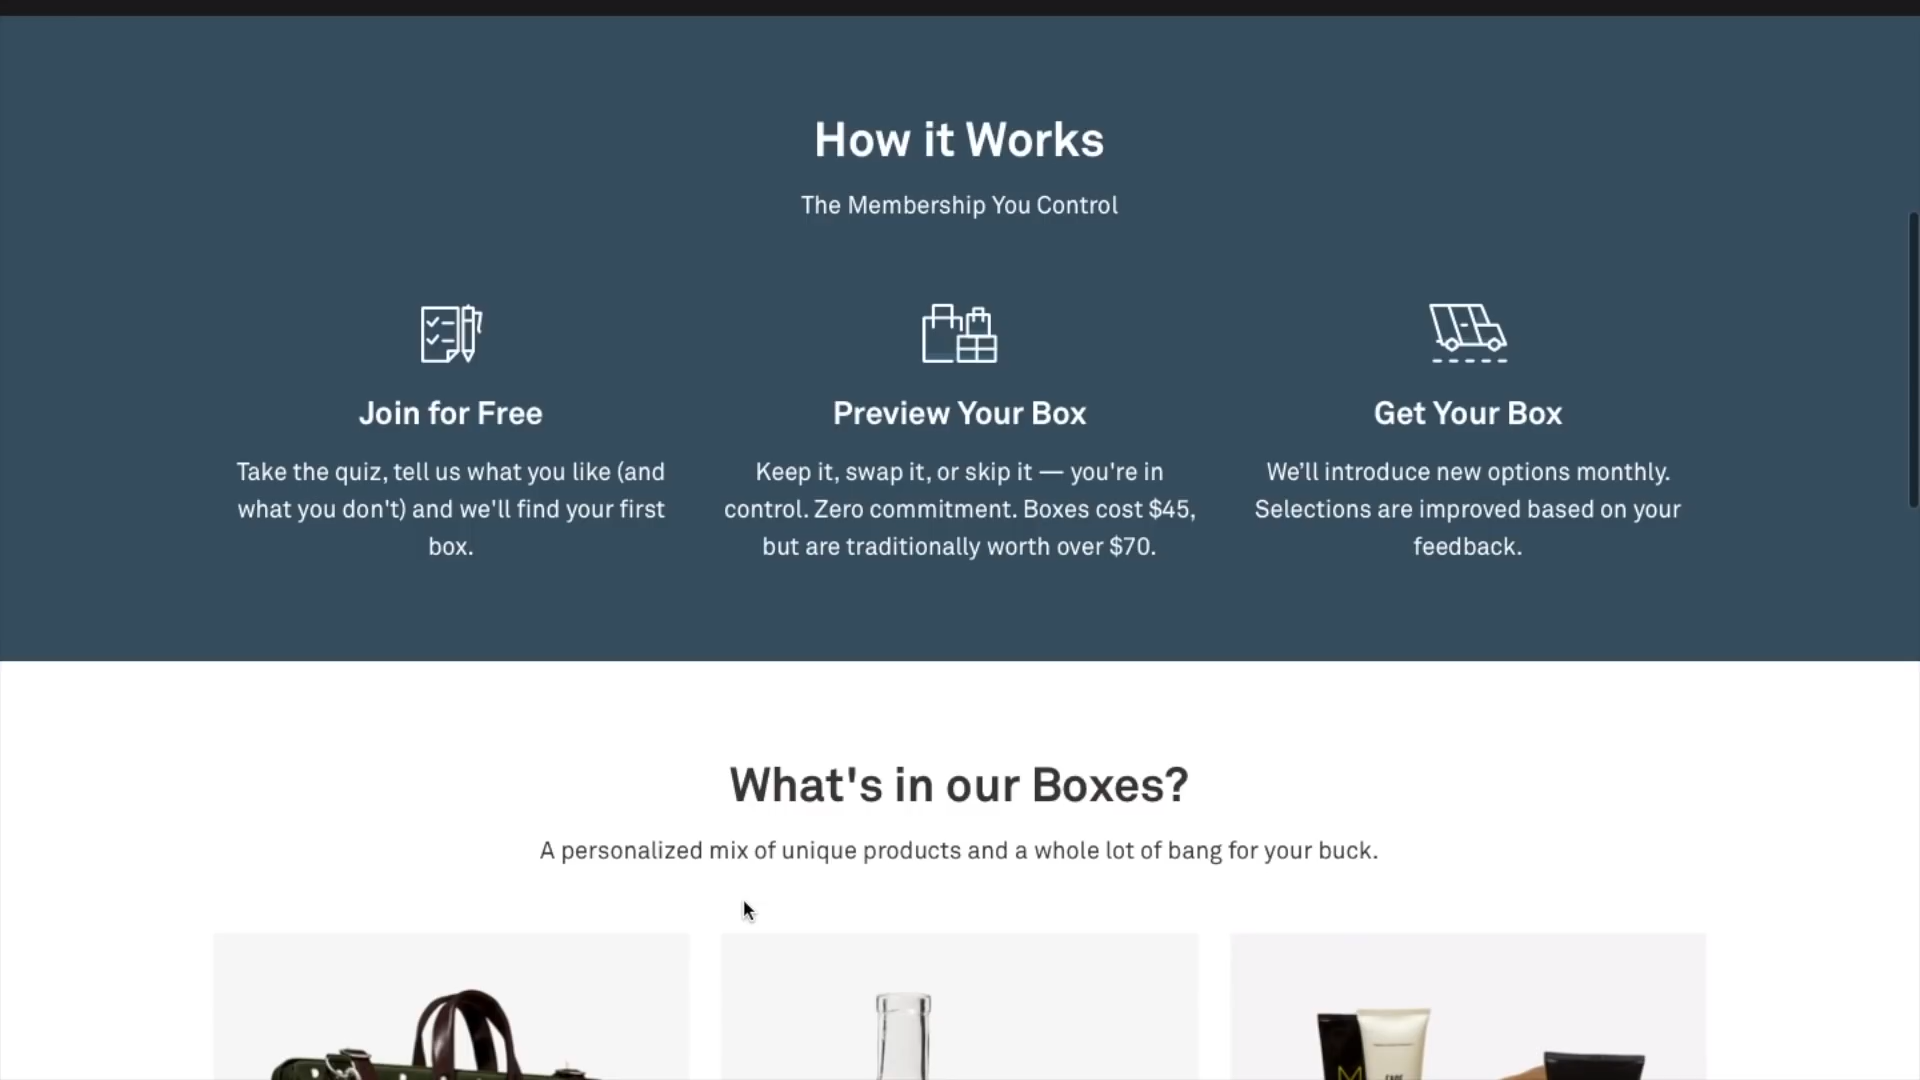 How it Works
The Membership You Control
Join for Free
Take the quiz, tell us what you like (and
what you don't) and we'll find your first
box.
Preview Your Box
Keep it, swap it, or skip it — you're in
control. Zero commitment. Boxes cost $45,
but are traditionally worth over $70.
Get Your Box
We’ll introduce new options monthly.
Selections are improved based on your
feedback.
What's in our Boxes?
A personalized mix of unique products and a whole lot of bang for your buck.